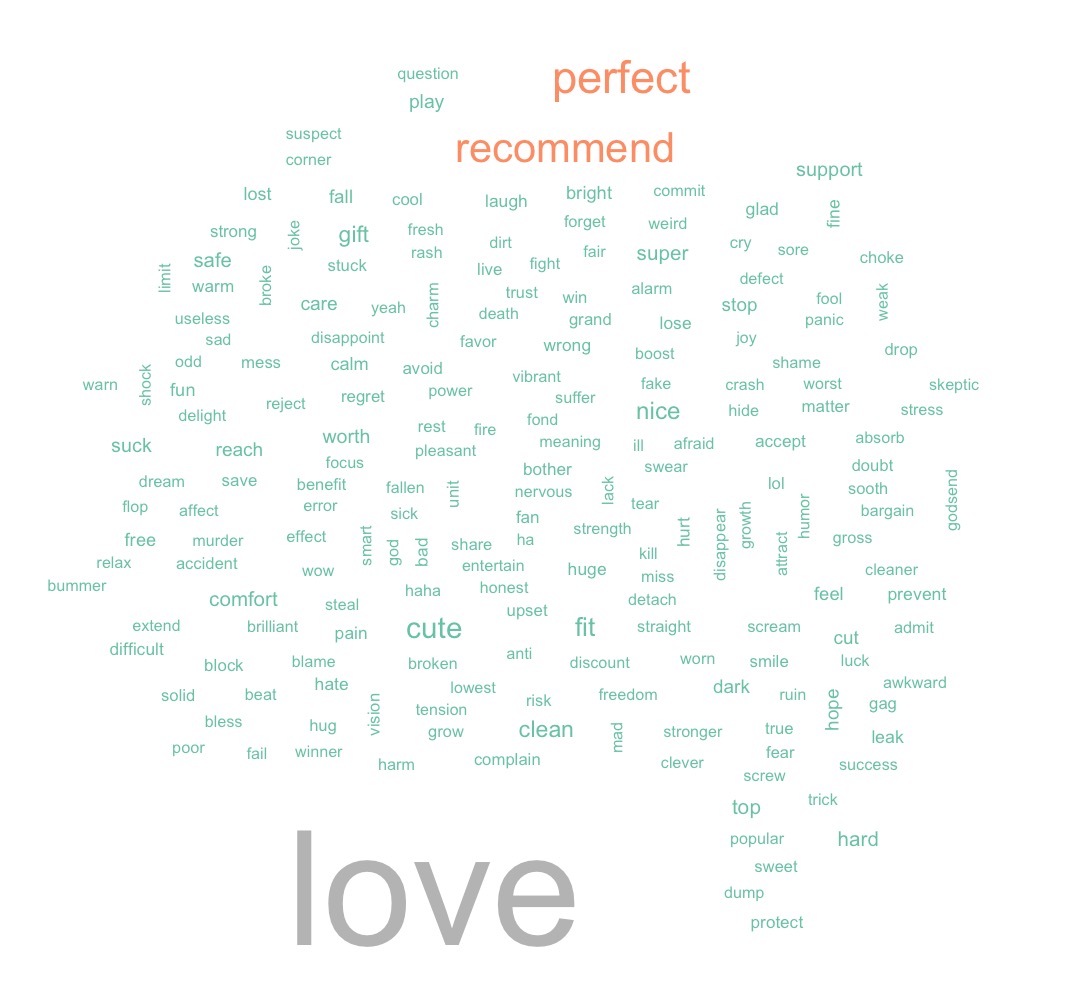 question
perfect
play
suspect
recommend
corner
support
lost
fall
cool
laugh
bright
commit
glad
fine
strong
joke
gift
fresh
forget
weird
rash
dirt
fair
super
cry
sore
choke
limit
safe
warm
broke
stuck
live
fight
defect
care
yeah
charm
trust
win
alarm
stop
fool
weak
useless
death
grand
lose
panic
sad
disappoint
favor
wrong
boost
joy
drop
odd
mess
calm
avoid
shame
warn
shock
fun
delight
reject
regret
power
vibrant
suffer
fake
crash
worst
skeptic
nice
hide
matter
stress
suck
reach
worth
rest
fire
fond
meaning
ill
afraid
accept
absorb
focus
pleasant
bother
swear
doubt
dream
save
benefit
fallen
unit
nervous
lack
lol
sooth
godsend
flop
affect
error
sick
fan
tear
growth
humor
bargain
free
murder
effect
smart
god
bad
share
ha
strength
hurt
disappear
attract
gross
relax
accident
wow
entertain
huge
kill
miss
cleaner
bummer
comfort
steal
haha
honest
detach
feel
prevent
extend
brilliant
pain
cute
upset
fit
straight
scream
cut
admit
difficult
block
blame
broken
anti
discount
worn
smile
luck
solid
beat
hate
vision
lowest
risk
freedom
dark
ruin
hope
awkward
gag
bless
hug
tension
grow
clean
mad
stronger
true
leak
poor
fail
winner
harm
complain
clever
fear
success
screw
top
trick
popular
hard
love
sweet
dump
protect